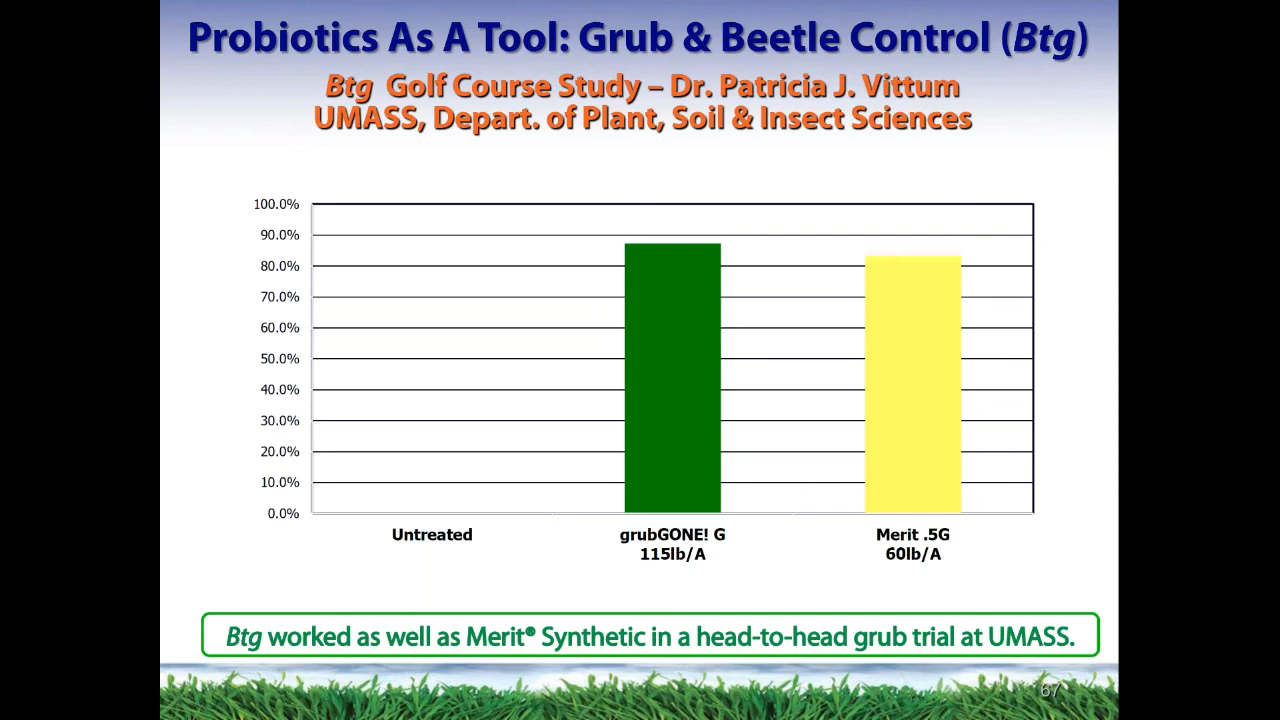 Probiotics As A Tool: Grub & Beetle Control (Btg)
Btg Golf Course Study – Dr. Patricia J. Vittum
UMASS, Depart. of Plant, Soil & Insect Sciences
100.0%
90.0%
80.0%
70.0%
60.0%
50.0%
40.0%
30.0%
20.0%
10.0%
0.0%
Untreated
grubGONE! G
115lb/A
Merit .5G
60lb/A
Btg worked as well as Merit® Synthetic in a head-to-head grub trial at UMASS.
67